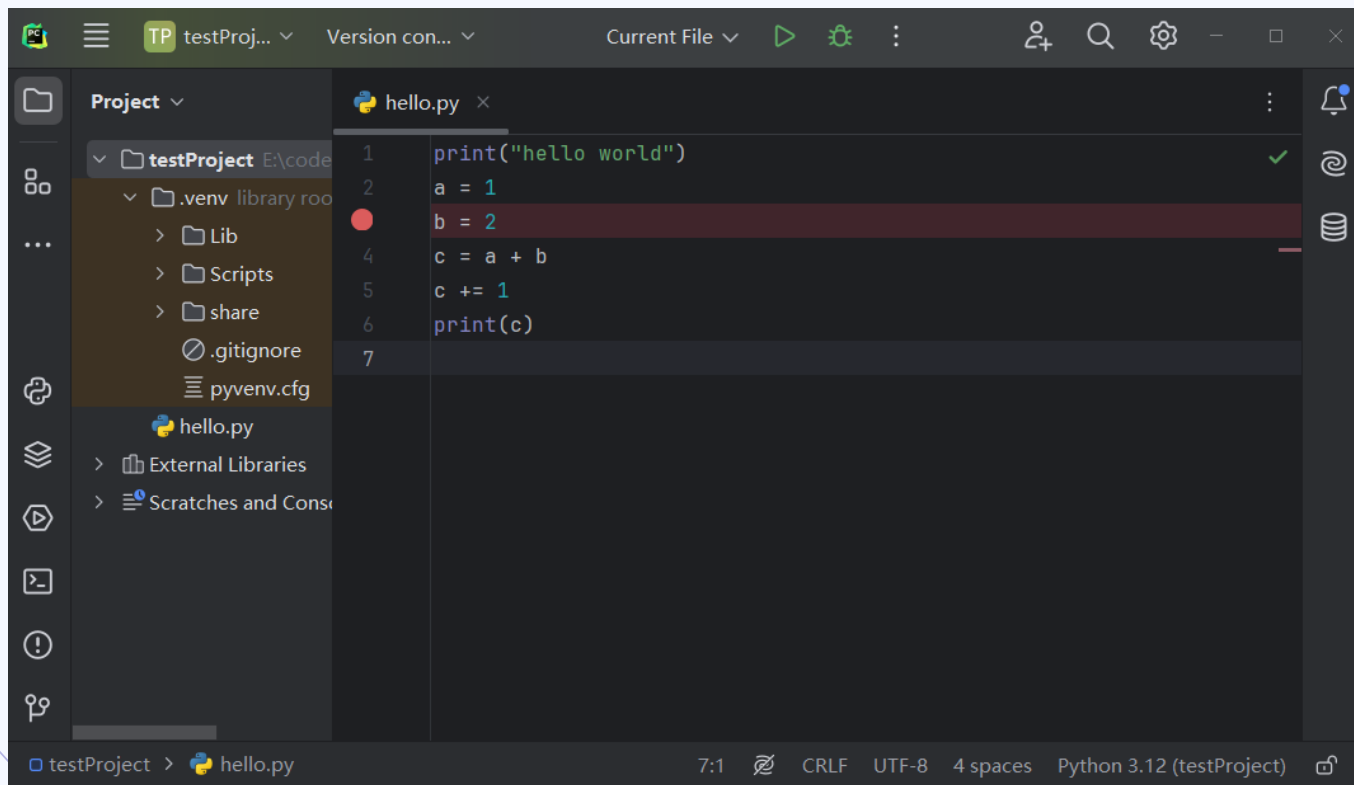 PC TP testProj... Version con... Current File
Project
hello.py
testProject E:\code
.venv library roo
Lib
Scripts
share
.gitignore
pyvenv.cfg
hello.py
External Libraries
Scratches and Cons
1 print("hello world")
2 a = 1
b = 2
4 c = a + b
5 c += 1
6 print(c)
7
testProject > hello.py 7:1 CRLF UTF-8 4 spaces Python 3.12 (testProject)